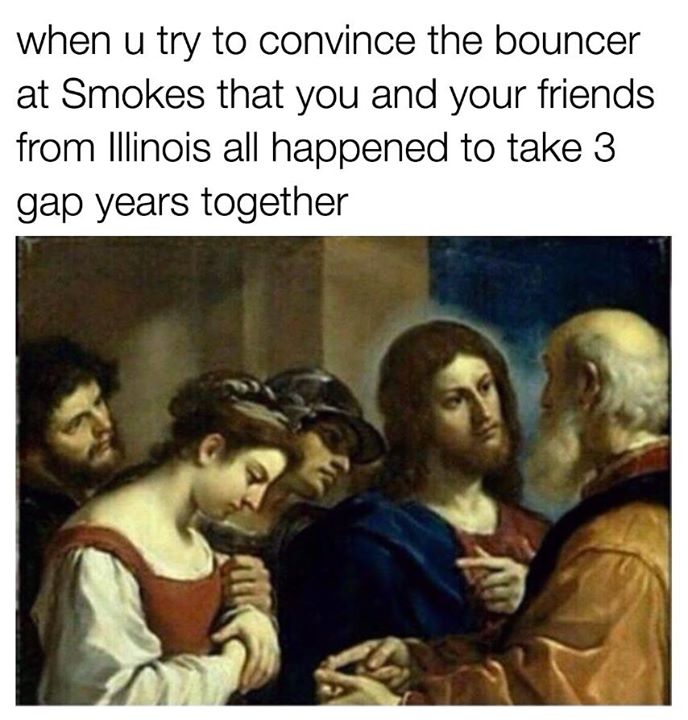 when u try to convince the bouncer
at Smokes that you and your friends
from Illinois all happened to take 3
gap years together